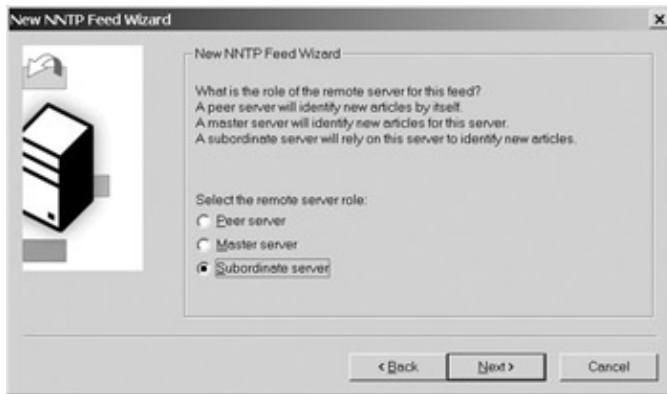 New NNTP Feed Wizard
New NNTP Feed Wizard
What is the role of the remote server for this feed?
A peer server will identify new articles by itself.
A master server will identify new articles for this server.
A subordinate server will rely on this server to identify new articles.
Select the remote server role:
Peer server
Master server
Subordinate server
< Back
Next >
Cancel